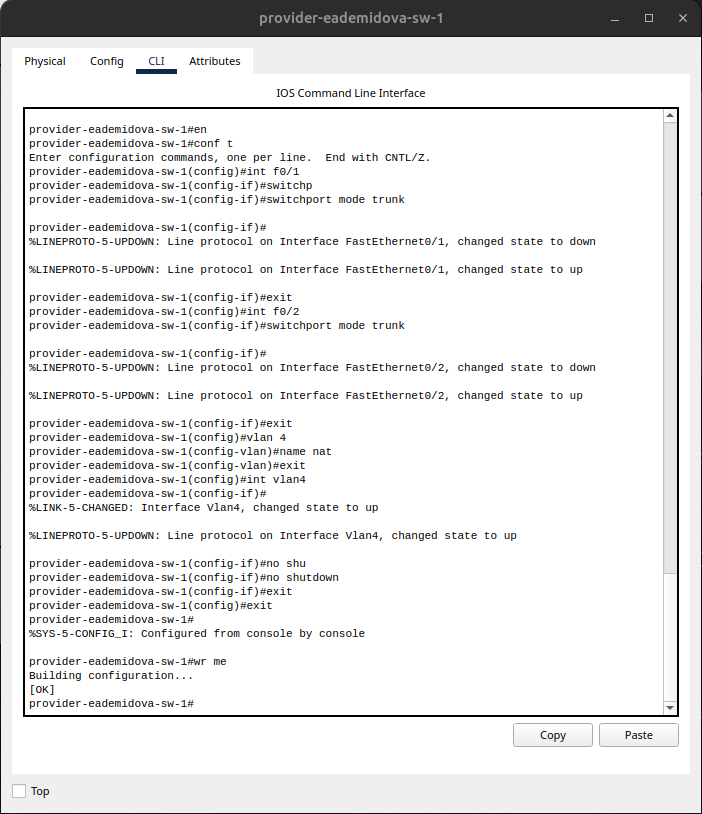 provider-eademidova-sw-1
Physical Config CLI Attributes
IOS Command Line Interface
provider-eademidova-sw-1#en
provider-eademidova-sw-1#conf t
Enter configuration commands, one per line.  End with CNTL/Z.
provider-eademidova-sw-1(config)#int f0/1
provider-eademidova-sw-1(config-if)#switchp
provider-eademidova-sw-1(config-if)#switchport mode trunk
provider-eademidova-sw-1(config-if)#
%LINEPROTO-5-UPDOWN: Line protocol on Interface FastEthernet0/1, changed state to down
%LINEPROTO-5-UPDOWN: Line protocol on Interface FastEthernet0/1, changed state to up
provider-eademidova-sw-1(config-if)#exit
provider-eademidova-sw-1(config)#int f0/2
provider-eademidova-sw-1(config-if)#switchport mode trunk
provider-eademidova-sw-1(config-if)#
%LINEPROTO-5-UPDOWN: Line protocol on Interface FastEthernet0/2, changed state to down
%LINEPROTO-5-UPDOWN: Line protocol on Interface FastEthernet0/2, changed state to up
provider-eademidova-sw-1(config-if)#exit
provider-eademidova-sw-1(config)#vlan 4
provider-eademidova-sw-1(config-vlan)#name nat
provider-eademidova-sw-1(config-vlan)#exit
provider-eademidova-sw-1(config)#int vlan4
provider-eademidova-sw-1(config-if)#
%LINK-5-CHANGED: Interface Vlan4, changed state to up
%LINEPROTO-5-UPDOWN: Line protocol on Interface Vlan4, changed state to up
provider-eademidova-sw-1(config-if)#no shu
provider-eademidova-sw-1(config-if)#no shutdown
provider-eademidova-sw-1(config-if)#exit
provider-eademidova-sw-1(config)#exit
provider-eademidova-sw-1#
%SYS-5-CONFIG_I: Configured from console by console
provider-eademidova-sw-1#wr me
Building configuration...
[OK]
provider-eademidova-sw-1#
Copy Paste
Top